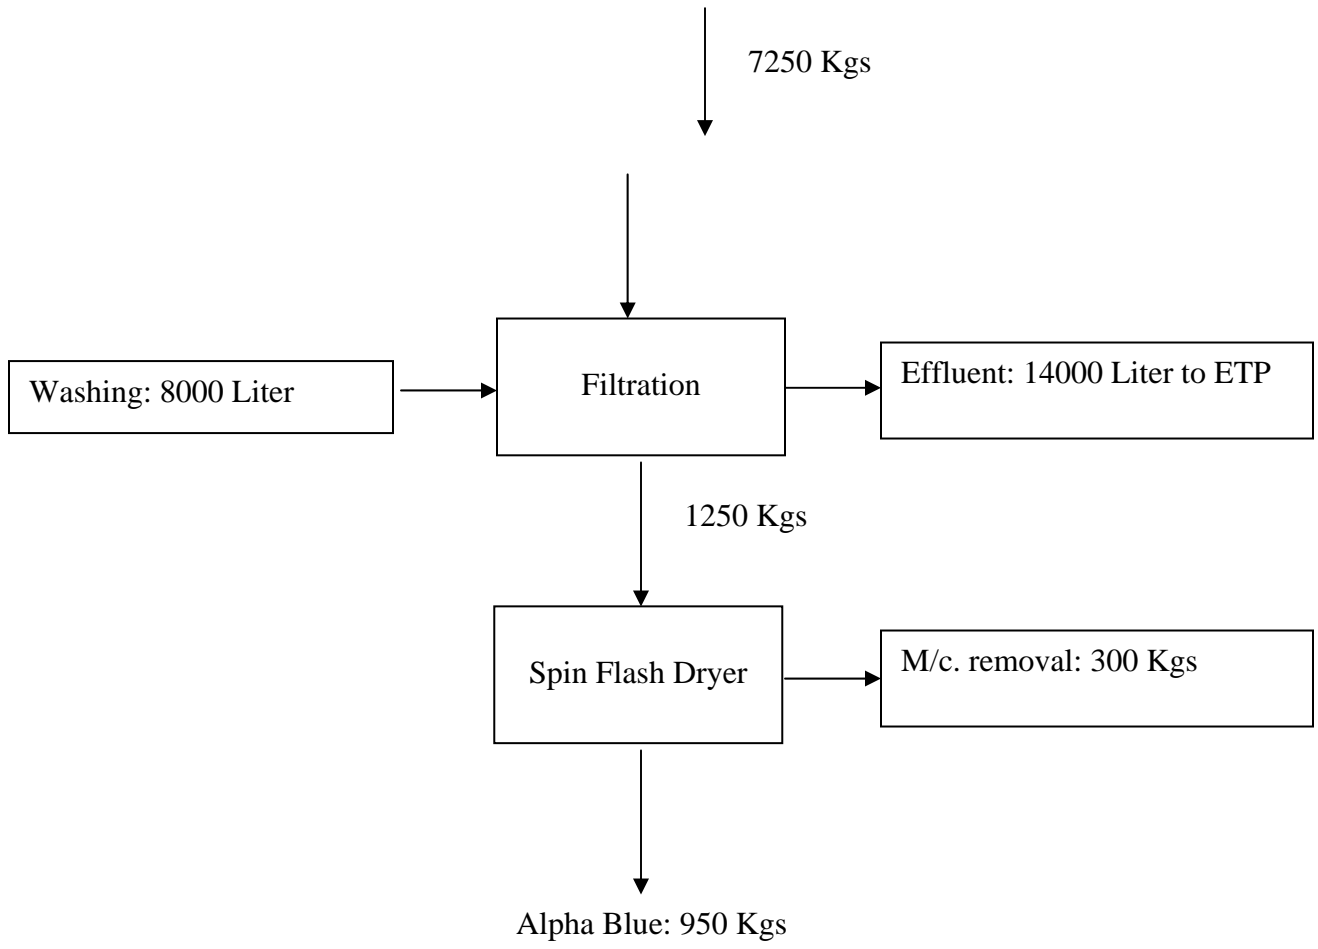 7250 Kgs
Washing: 8000 Liter
Filtration
Effluent: 14000 Liter to ETP
1250 Kgs
Spin Flash Dryer
M/c. removal: 300 Kgs
Alpha Blue: 950 Kgs